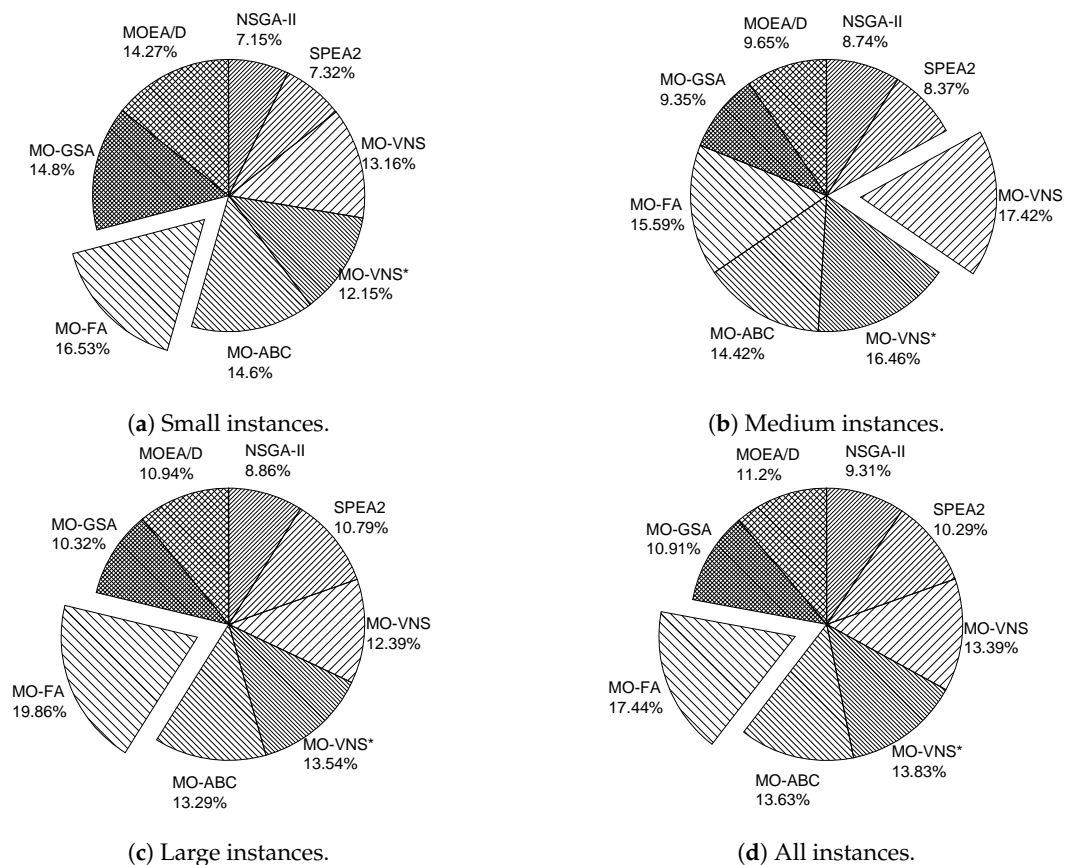 MOEA/D
14.27%
NSGA-II
7.15%
SPEA2
7.32%
MO-VNS
13.16%
MO-VNS*
12.15%
MO-ABC
14.6%
MO-FA
16.53%
MO-GSA
14.8%
(a) Small instances.
MOEA/D
9.65%
NSGA-II
8.74%
SPEA2
8.37%
MO-VNS
17.42%
MO-VNS*
16.46%
MO-ABC
14.42%
MO-FA
15.59%
MO-GSA
9.35%
(b) Medium instances.
MOEA/D
10.94%
NSGA-II
8.86%
SPEA2
10.79%
MO-VNS
12.39%
MO-VNS*
13.54%
MO-ABC
13.29%
MO-FA
19.86%
MO-GSA
10.32%
(c) Large instances.
MOEA/D
11.2%
NSGA-II
9.31%
SPEA2
10.29%
MO-VNS
13.39%
MO-VNS*
13.83%
MO-ABC
13.63%
MO-FA
17.44%
MO-GSA
10.91%
(d) All instances.